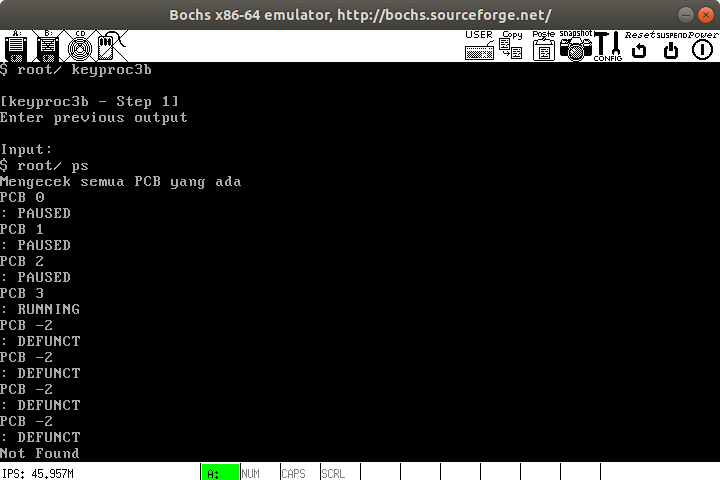 Bochs x86-64 emulator, http://bochs.sourceforge.net/
A: B: CD USER Copy Paste snapshot CONFIG Reset SUSPEND Power
$ root/ keyproc3b
[keyproc3b - Step 1]
Enter previous output
Input:
$ root/ ps
Mengecek semua PCB yang ada
PCB 0
: PAUSED
PCB 1
: PAUSED
PCB 2
: PAUSED
PCB 3
: RUNNING
PCB -2
: DEFUNCT
PCB -2
: DEFUNCT
PCB -2
: DEFUNCT
PCB -2
: DEFUNCT
Not Found
IPS: 45.957M A: NUM CAPS SCRL